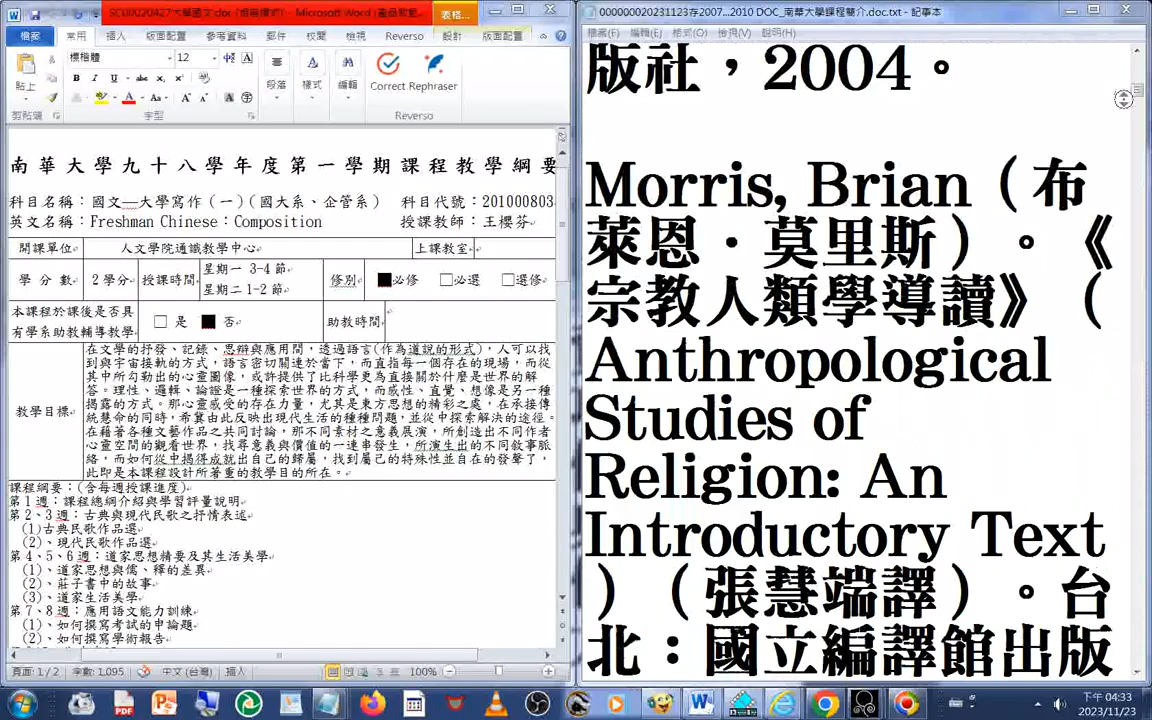 SC00020427大學國文.doc (相容模式) - Microsoft Word (產品啟動...
表格...
檔案 常用 插入 版面配置 參考資料 郵件 校閱 檢視 Reverso 設計 版面配置
標楷體 12
貼上 段落 樣式 編輯 Correct Rephraser
剪貼簿 字型 Reverso
南華大學九十八學年度第一學期課程教學綱要
科目名稱：國文──大學寫作（一）(國大系、企管系) 科目代號：201000803
英文名稱：Freshman Chinese：Composition 授課教師：王櫻芬
開課單位 人文學院通識教學中心 上課教室
學分數 2學分 授課時間 星期一 3-4節 修別 ■必修 □必選 □選修
星期二1-2節
本課程於課後是否具
有學系助教輔導教學 □ 是 ■ 否 助教時間
教學目標
在文學的抒發、記錄、思辯與應用間，透過語言(作為道說的形式)，人可以找
到與宇宙接軌的方式，語言密切關連於當下，而直指每一個存在的現場，而從
其中所勾勒出的心靈圖像，或許提供了比科學更為直接關於什麼是世界的解
答。理性、邏輯、論證是一種探索世界的方式，而感性、直覺、想像是另一種
揭露的方式。那心靈感受的存在力量，尤其是東方思想的精彩之處，在承接傳
統慧命的同時，希冀由此反映出現代生活的種種問題，並從中探索解決的途徑。
在藉著各種文藝作品之共同討論，那不同素材之意義展演，所創造出不同作者
心靈空間的觀看世界，找尋意義與價值的一連串發生，所演生出的不同敘事脈
絡，而如何從中揭得成就出自己的歸屬，找到屬己的特殊性並自在的發聲了，
此即是本課程設計所著重的教學目的所在。
課程綱要：(含每週授課進度)
第1週：課程總綱介紹與學習評量說明
第2、3週：古典與現代民歌之抒情表述
(1)古典民歌作品選
(2)、現代民歌作品選
第4、5、6週：道家思想精要及其生活美學
(1)、道家思想與儒、釋的差異
(2)、莊子書中的故事
(3)、道家生活美學
第7、8週：應用語文能力訓練
(1)、如何撰寫考試的申論題
(2)、如何撰寫學術報告
頁面: 1/2 字數: 1,095 中文(台灣) 插入 100%
000000020231123存2007...2010 DOC_南華大學課程簡介.doc.txt - 記事本
檔案(F) 編輯(E) 格式(O) 檢視(V) 說明(H)
版社，2004。
Morris, Brian（布
萊恩．莫里斯）。《
宗教人類學導讀》（
Anthropological
Studies of
Religion: An
Introductory Text
）（張慧端譯）。台
北：國立編譯館出版
下午 04:33
2023/11/23